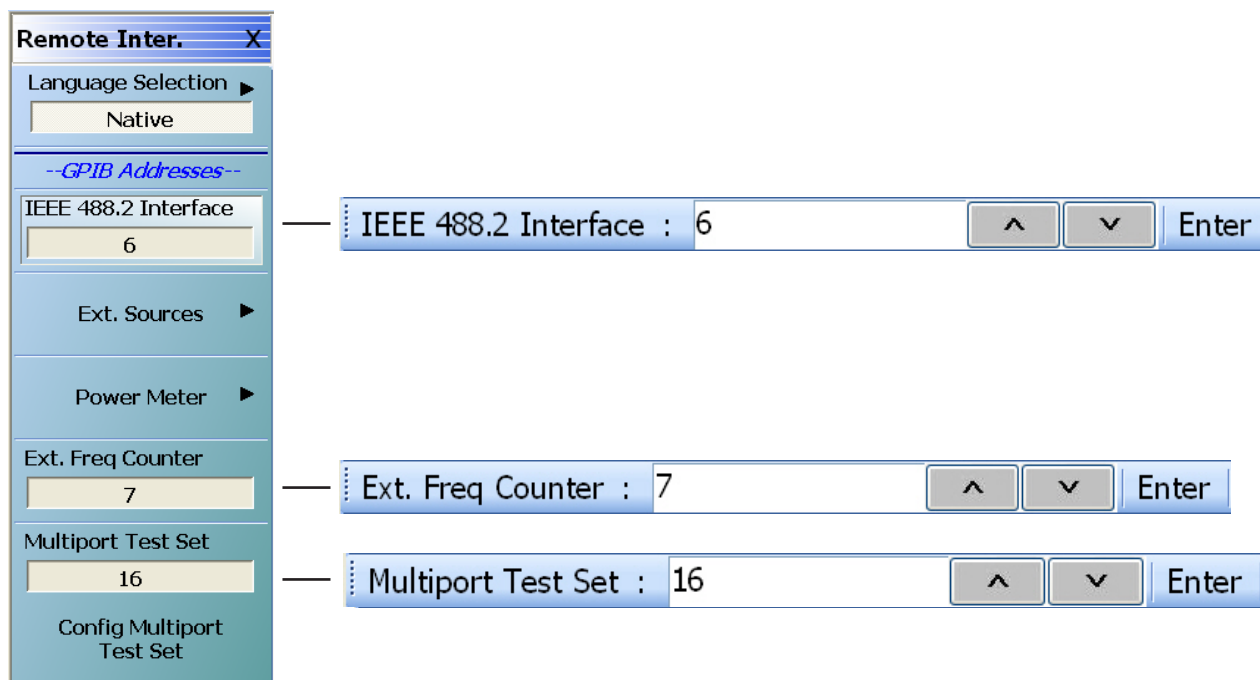 Remote Inter. X
Language Selection
Native
--GPIB Addresses--
IEEE 488.2 Interface
6
IEEE 488.2 Interface : 6 Enter
Ext. Sources
Power Meter
Ext. Freq Counter
7
Ext. Freq Counter : 7 Enter
Multiport Test Set
16
Multiport Test Set : 16 Enter
Config Multiport
Test Set